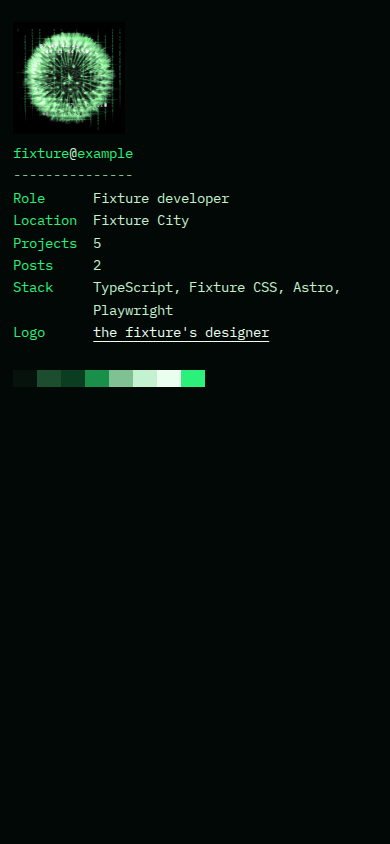 fixture@example
---------------
Role Fixture developer
Location Fixture City
Projects 5
Posts 2
Stack TypeScript, Fixture CSS, Astro,
Playwright
Logo the fixture's designer